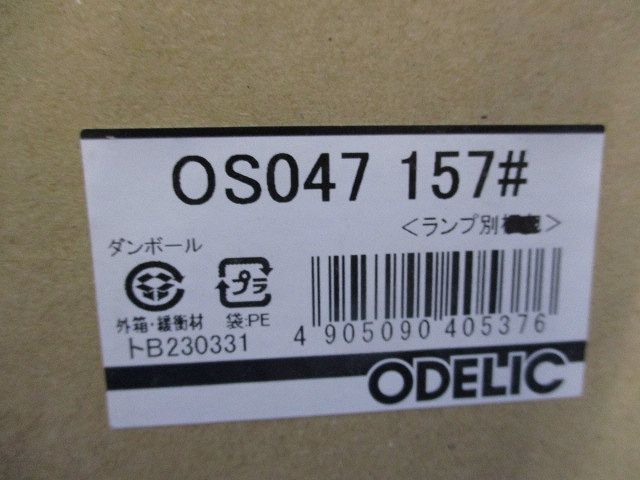 OS047 157#
<ランプ別
ダンボール
プラ
外箱・緩衝材 袋:PE
トB230331
4 905090 405376
ODELIC